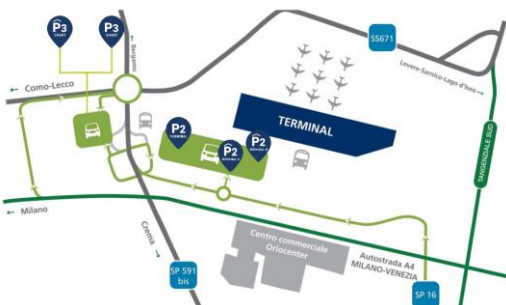 P3
P3
SS671
Bergamo
Lovere-Sarnico-Lago d'Iseo
Como-Lecco
TERMINAL
P2
P2
P2
TANGENZIALE SUD
Milano
Crema
Centro commerciale
Oriocenter
Autostrada A4
MILANO-VENEZIA
SP 591
bis
SP 16